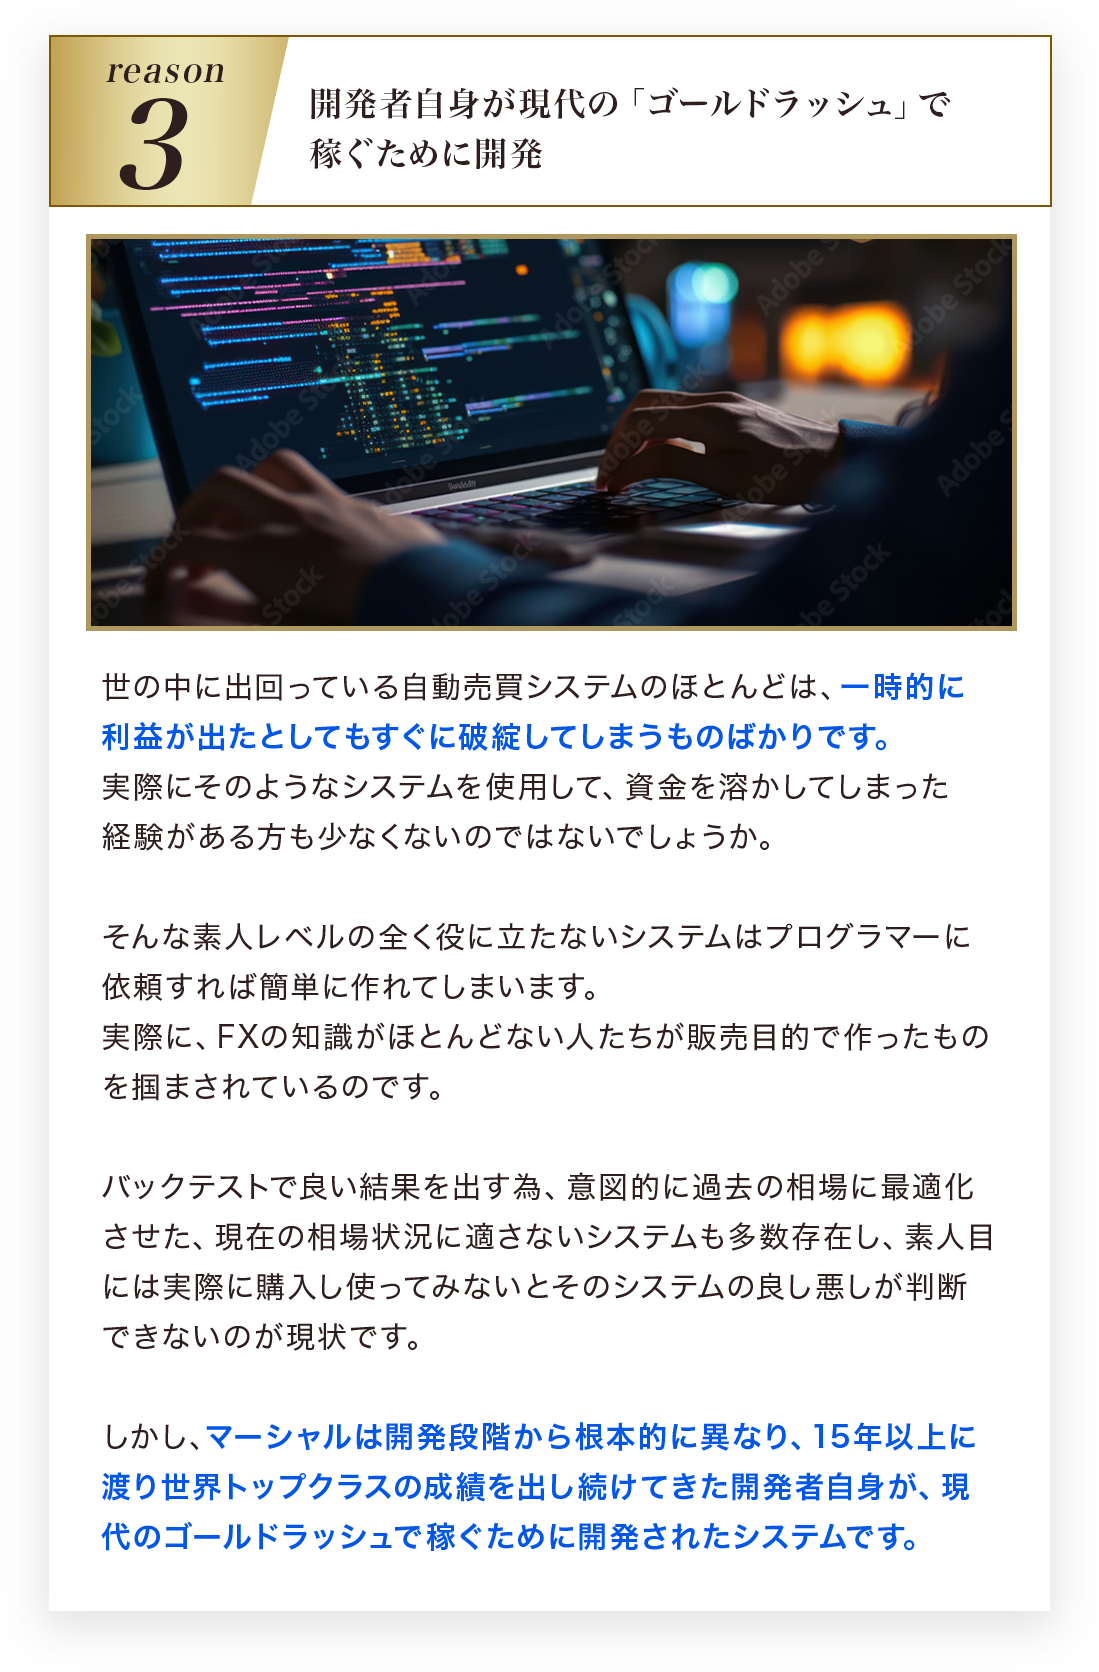 reason
3
開発者自身が現代の「ゴールドラッシュ」で
稼ぐために開発
Adobe Stock
世の中に出回っている自動売買システムのほとんどは、一時的に
利益が出たとしてもすぐに破綻してしまうものばかりです。
実際にそのようなシステムを使用して、資金を溶かしてしまった
経験がある方も少なくないのではないでしょうか。
そんな素人レベルの全く役に立たないシステムはプログラマーに
依頼すれば簡単に作れてしまいます。
実際に、FXの知識がほとんどない人たちが販売目的で作ったもの
を掴まされているのです。
バックテストで良い結果を出す為、意図的に過去の相場に最適化
させた、現在の相場状況に適さないシステムも多数存在し、素人目
には実際に購入し使ってみないとそのシステムの良し悪しが判断
できないのが現状です。
しかし、マーシャルは開発段階から根本的に異なり、15年以上に
渡り世界トップクラスの成績を出し続けてきた開発者自身が、現
代のゴールドラッシュで稼ぐために開発されたシステムです。